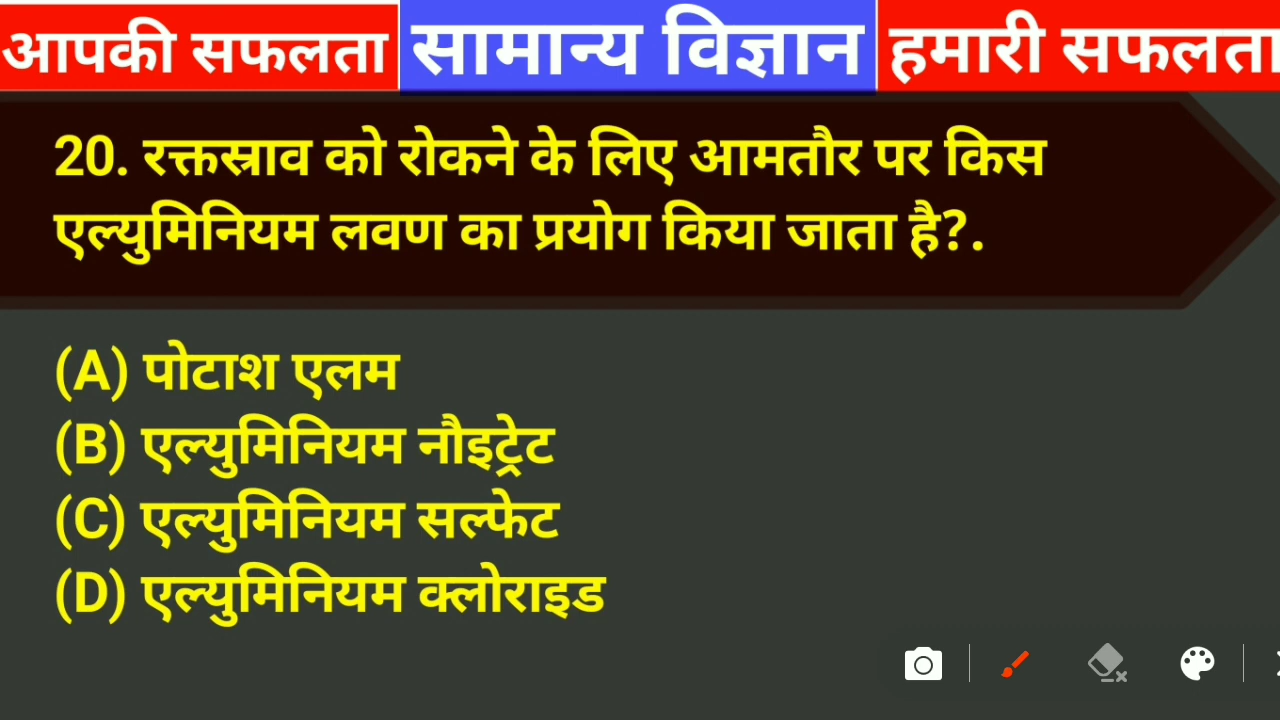 आपकी सफलता सामान्य विज्ञान हमारी सफलता
20. रक्तस्राव को रोकने के लिए आमतौर पर किस
एल्युमिनियम लवण का प्रयोग किया जाता है?.
(A) पोटाश एलम
(B) एल्युमिनियम नौइट्रेट
(C) एल्युमिनियम सल्फेट
(D) एल्युमिनियम क्लोराइड